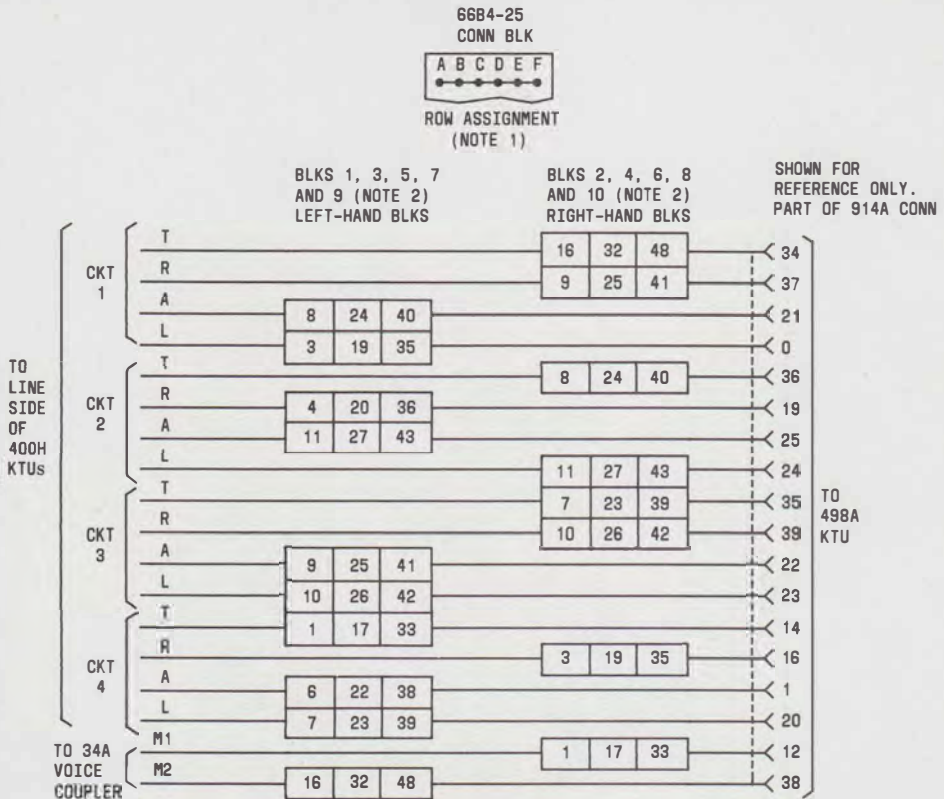 66B4-25
CONN BLK
A B C D E F
ROW ASSIGNMENT
(NOTE 1)
BLKS 1, 3, 5, 7
AND 9 (NOTE 2)
LEFT-HAND BLKS
BLKS 2, 4, 6, 8
AND 10 (NOTE 2)
RIGHT-HAND BLKS
SHOWN FOR
REFERENCE ONLY.
PART OF 914A CONN
TO
LINE
SIDE
OF
400H
KTUs
CKT
1
T 16 32 48 34
R 9 25 41 37
A 8 24 40 21
L 3 19 35 0
CKT
2
T 8 24 40 36
R 4 20 36 19
A 11 27 43 25
L 11 27 43 24
CKT
3
T 7 23 39 35
R 10 26 42 39
A 9 25 41 22
L 10 26 42 23
CKT
4
T 1 17 33 14
R 3 19 35 16
A 6 22 38 1
L 7 23 39 20
TO 34A
VOICE
COUPLER
M1 1 17 33 12
M2 16 32 48 38
TO
498A
KTU